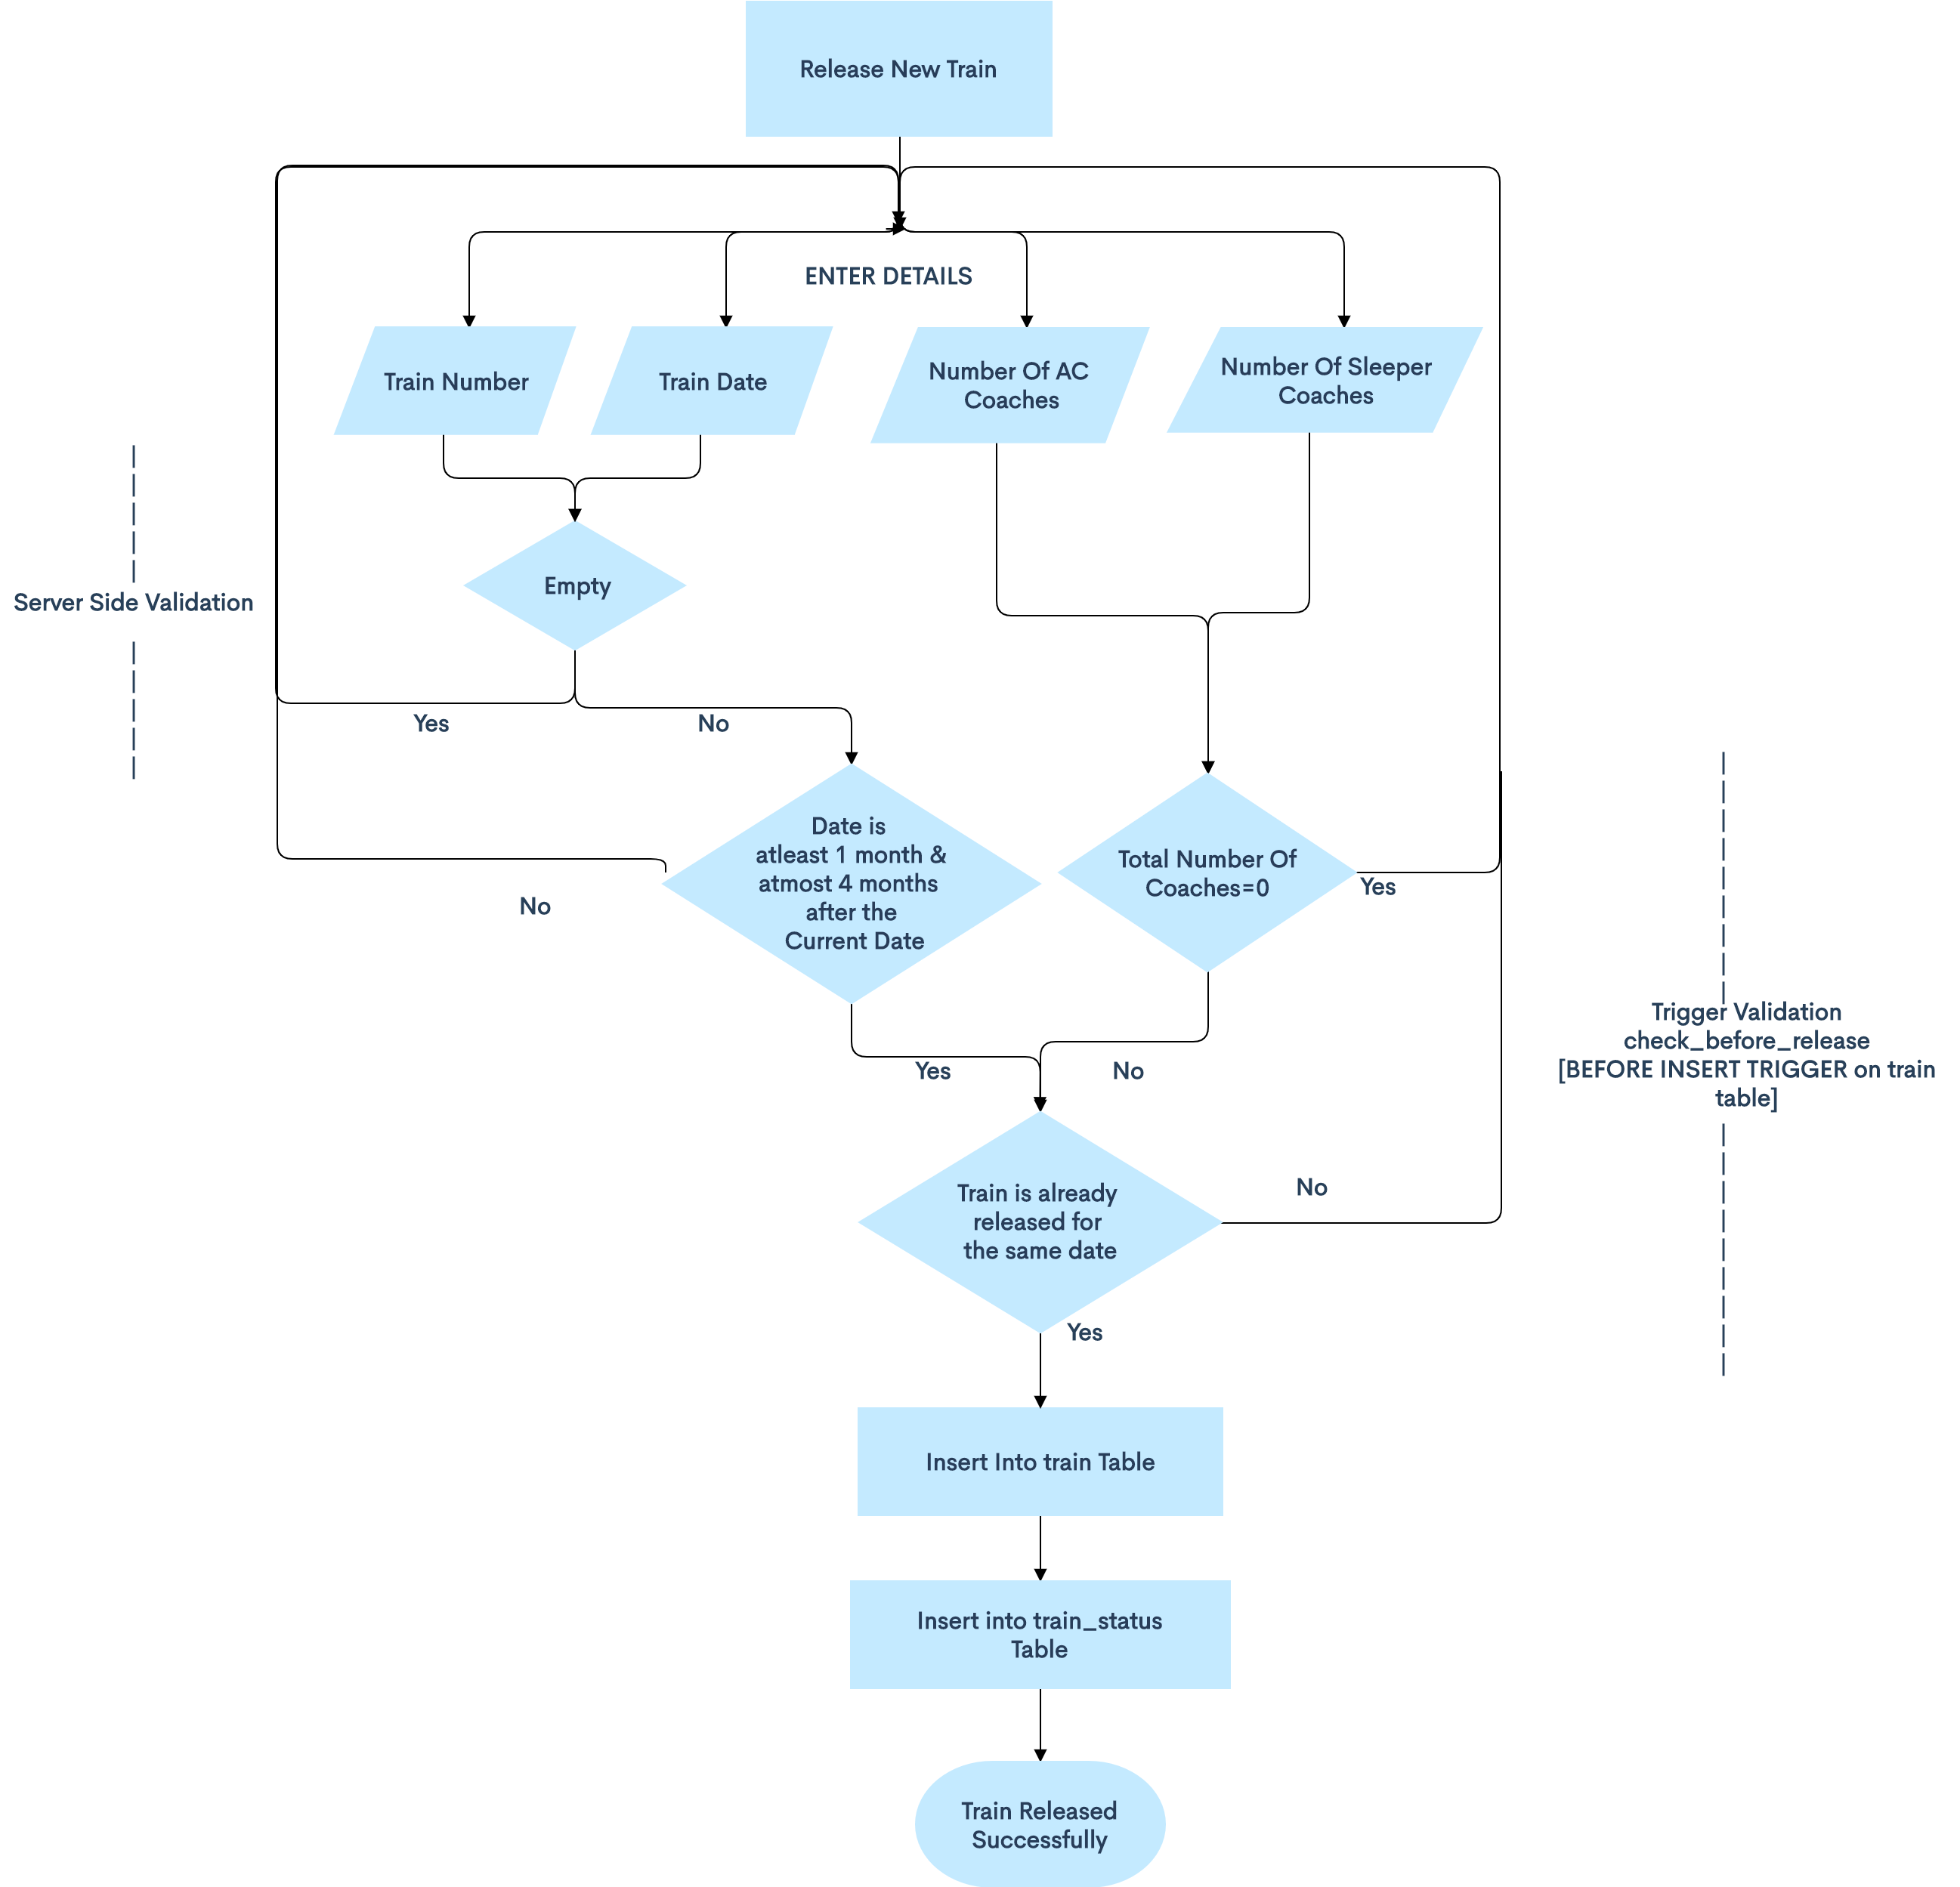 Release New Train
ENTER DETAILS
Train Number
Train Date
Number Of AC
Coaches
Number Of Sleeper
Coaches
Empty
Server Side Validation
Yes
No
Date is
atleast 1 month &
atmost 4 months
after the
Current Date
Total Number Of
Coaches=0
Yes
No
Trigger Validation
check_before_release
[BEFORE INSERT TRIGGER on train
table]
Yes
No
Train is already
released for
the same date
No
Yes
Insert Into train Table
Insert into train_status
Table
Train Released
Successfully